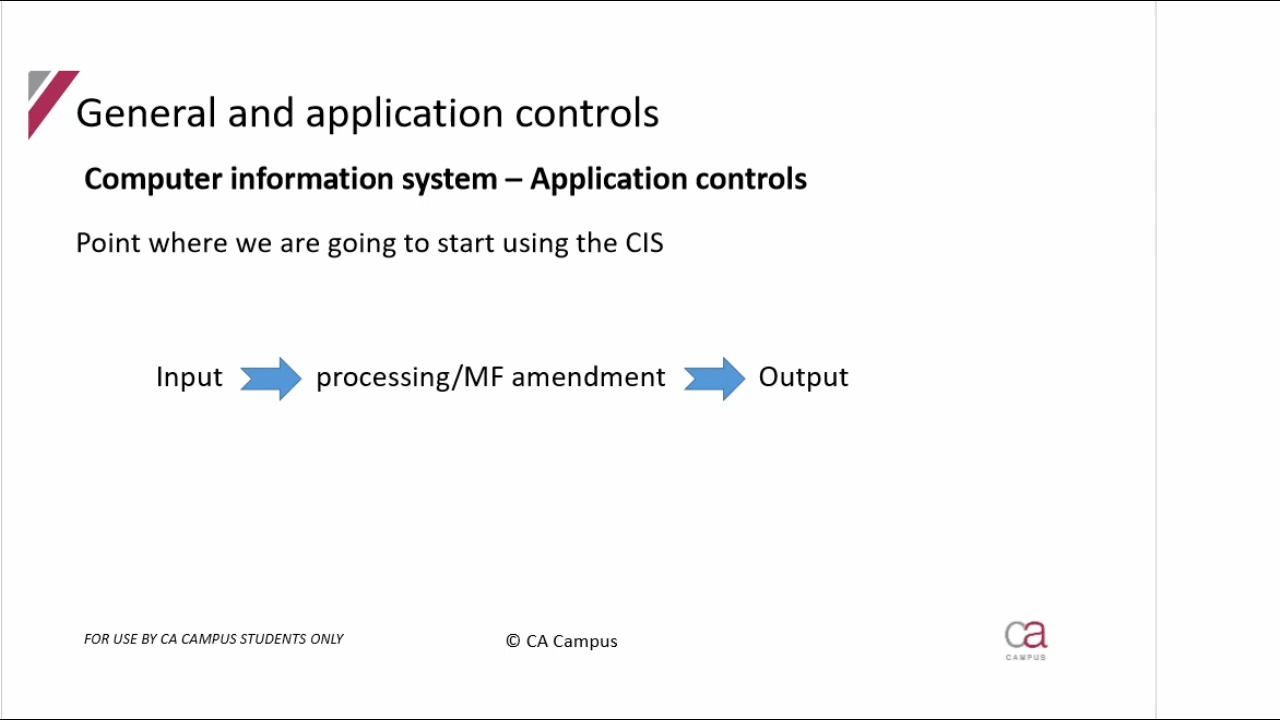 General and application controls
Computer information system – Application controls
Point where we are going to start using the CIS
Input processing/MF amendment Output
FOR USE BY CA CAMPUS STUDENTS ONLY
© CA Campus
ca
CAMPUS